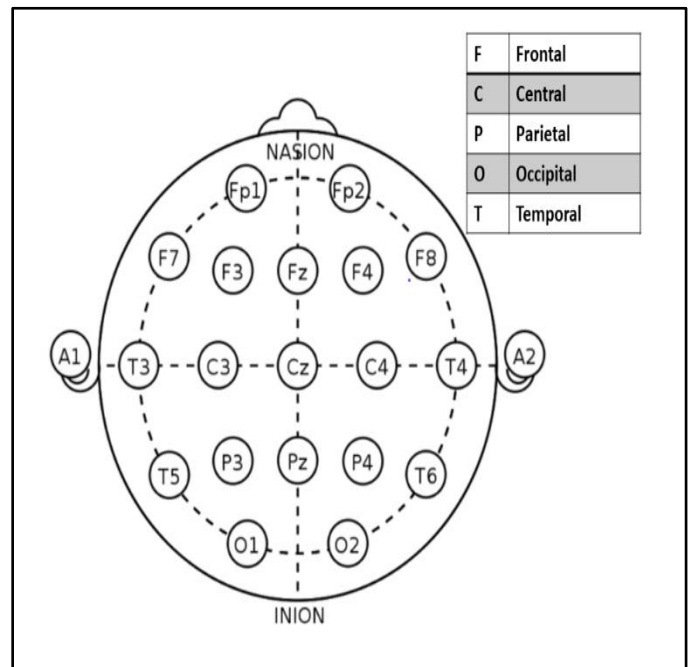 F Frontal
C Central
P Parietal
O Occipital
T Temporal
NASION
Fp1 Fp2
F7 F3 Fz F4 F8
A1 T3 C3 Cz C4 T4 A2
T5 P3 Pz P4 T6
O1 O2
INION